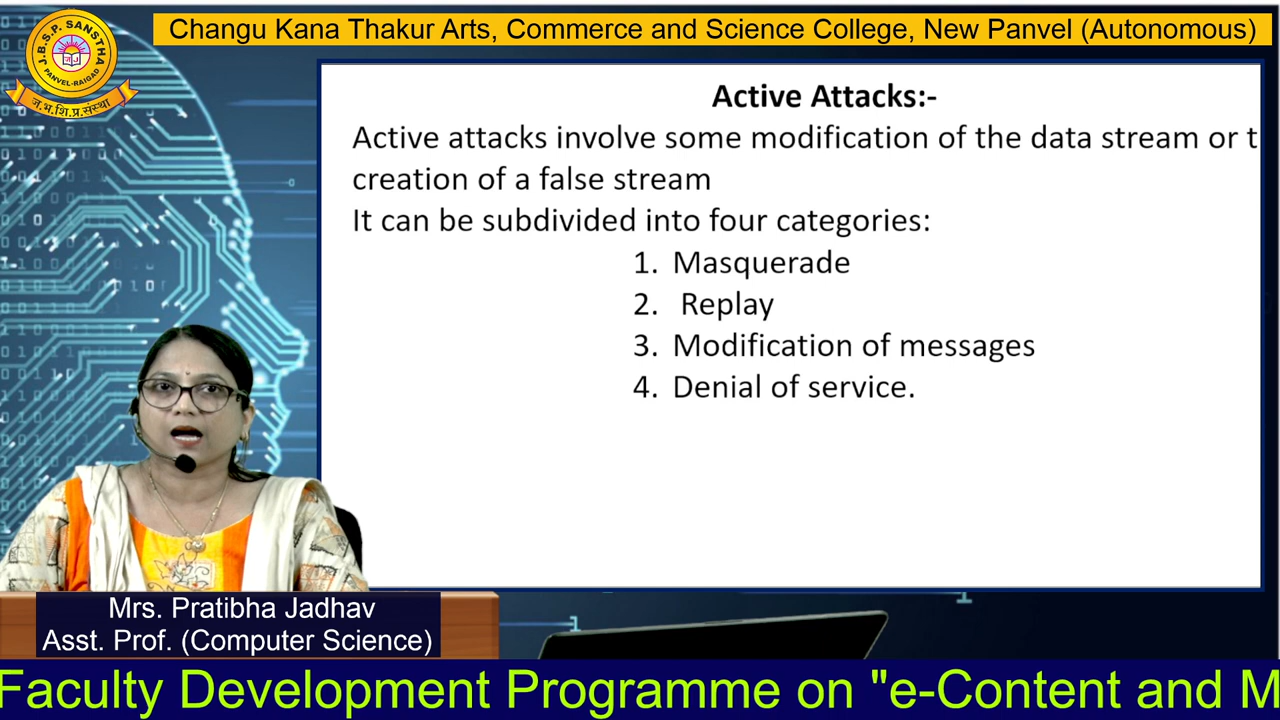 Changu Kana Thakur Arts, Commerce and Science College, New Panvel (Autonomous)
J.B.S.P. SANSTHA
PANVEL-RAIGAD
ज.भ.शि.प्र.संस्था
Active Attacks:-
Active attacks involve some modification of the data stream or t
creation of a false stream
It can be subdivided into four categories:
1. Masquerade
2. Replay
3. Modification of messages
4. Denial of service.
Mrs. Pratibha Jadhav
Asst. Prof. (Computer Science)
Faculty Development Programme on "e-Content and M